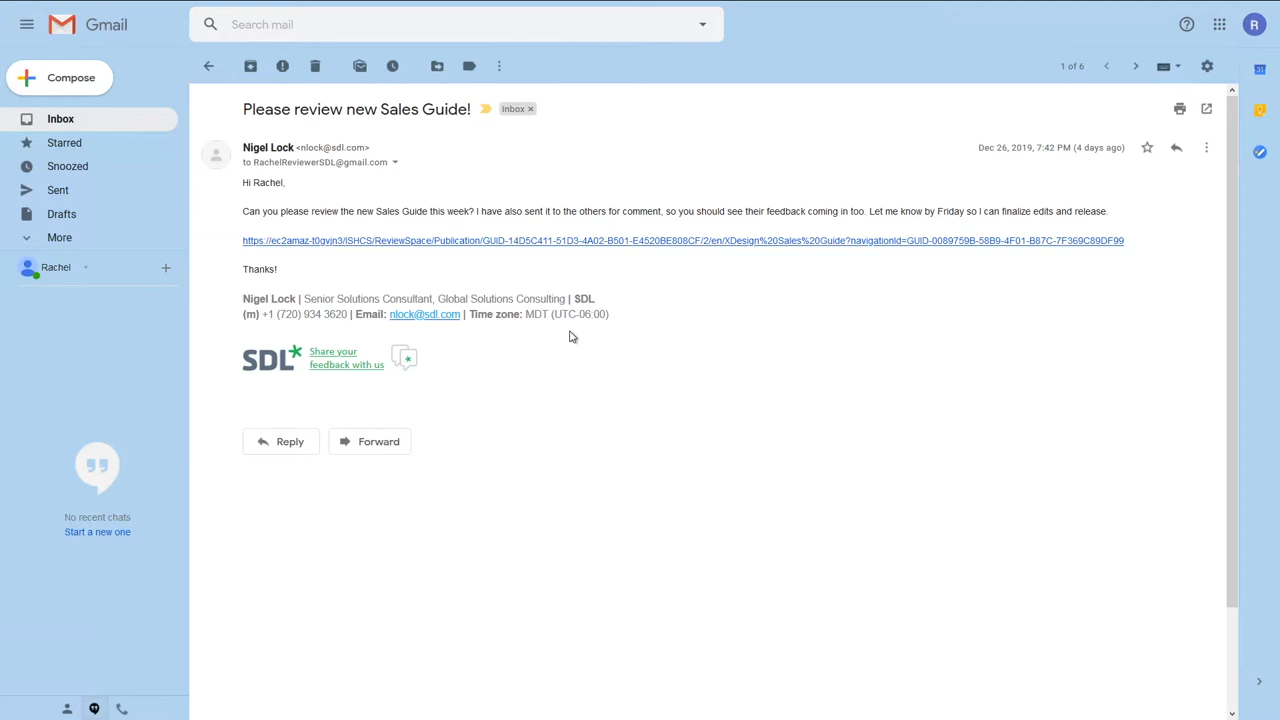 Gmail
Search mail
R
Compose
1 of 6
31
Inbox
Starred
Snoozed
Sent
Drafts
More
Rachel
Please review new Sales Guide!
Inbox ×
Nigel Lock <nlock@sdl.com>
Dec 26, 2019, 7:42 PM (4 days ago)
to RachelReviewerSDL@gmail.com
Hi Rachel,
Can you please review the new Sales Guide this week? I have also sent it to the others for comment, so you should see their feedback coming in too. Let me know by Friday so I can finalize edits and release.
https://ec2amaz-t0gvjn3/ISHCS/ReviewSpace/Publication/GUID-14D5C411-51D3-4A02-B501-E4520BE808CF/2/en/XDesign%20Sales%20Guide?navigationId=GUID-0089759B-58B9-4F01-B87C-7F369C89DF99
Thanks!
Nigel Lock | Senior Solutions Consultant, Global Solutions Consulting | SDL
(m) +1 (720) 934 3620 | Email: nlock@sdl.com | Time zone: MDT (UTC-06:00)
SDL*
Share your
feedback with us
Reply
Forward
No recent chats
Start a new one